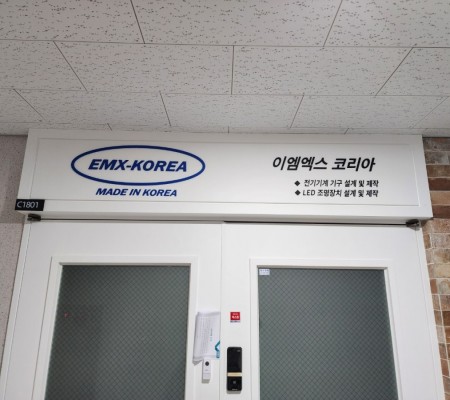 EMX-KOREA
MADE IN KOREA
이엠엑스 코리아
◆ 전기기계 기구 설계 및 제작
◆ LED 조명장치 설계 및 제작
C1801